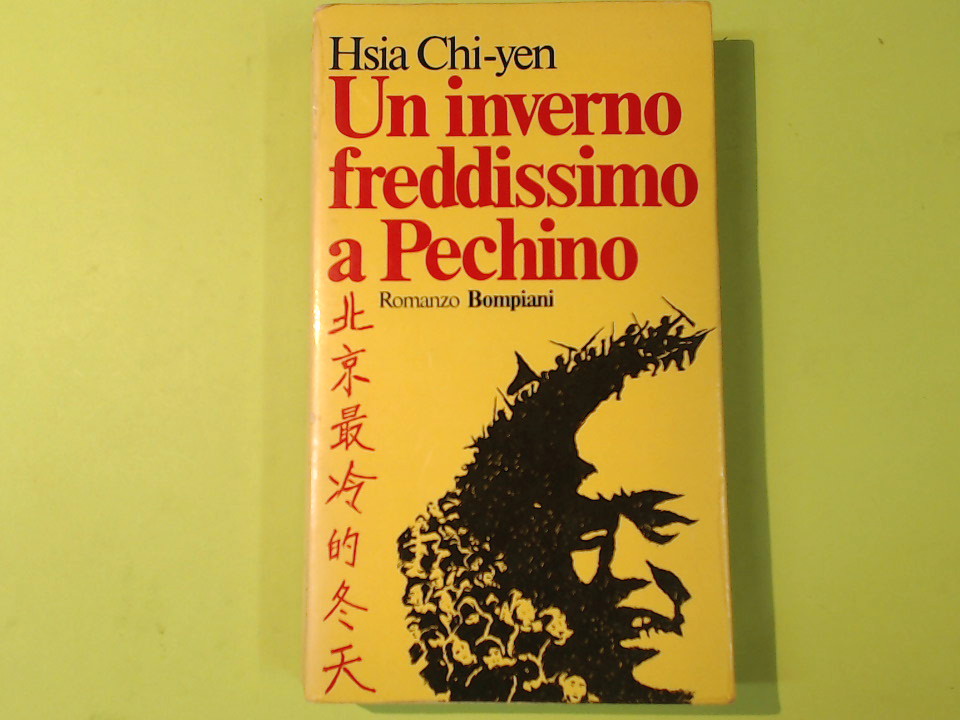 Hsia Chi-yen
Un inverno
freddissimo
a Pechino
Romanzo Bompiani
北京最冷的冬天